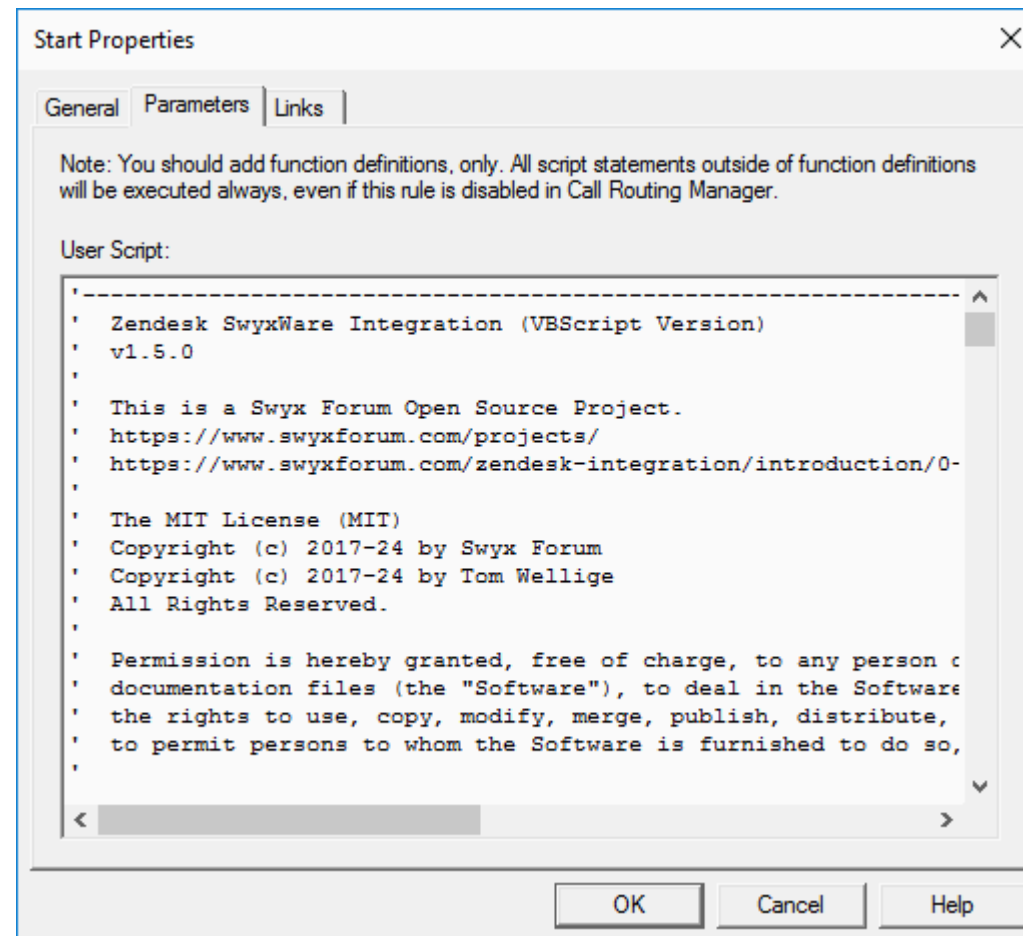 Start Properties
General Parameters Links
Note: You should add function definitions, only. All script statements outside of function definitions
will be executed always, even if this rule is disabled in Call Routing Manager.
User Script:
'---------------------------------------------------------------
' Zendesk SwyxWare Integration (VBScript Version)
' v1.5.0
'
' This is a Swyx Forum Open Source Project.
' https://www.swyxforum.com/projects/
' https://www.swyxforum.com/zendesk-integration/introduction/0-
'
' The MIT License (MIT)
' Copyright (c) 2017-24 by Swyx Forum
' Copyright (c) 2017-24 by Tom Wellige
' All Rights Reserved.
'
' Permission is hereby granted, free of charge, to any person
' documentation files (the "Software"), to deal in the Software
' the rights to use, copy, modify, merge, publish, distribute,
' to permit persons to whom the Software is furnished to do so,
'
OK Cancel Help